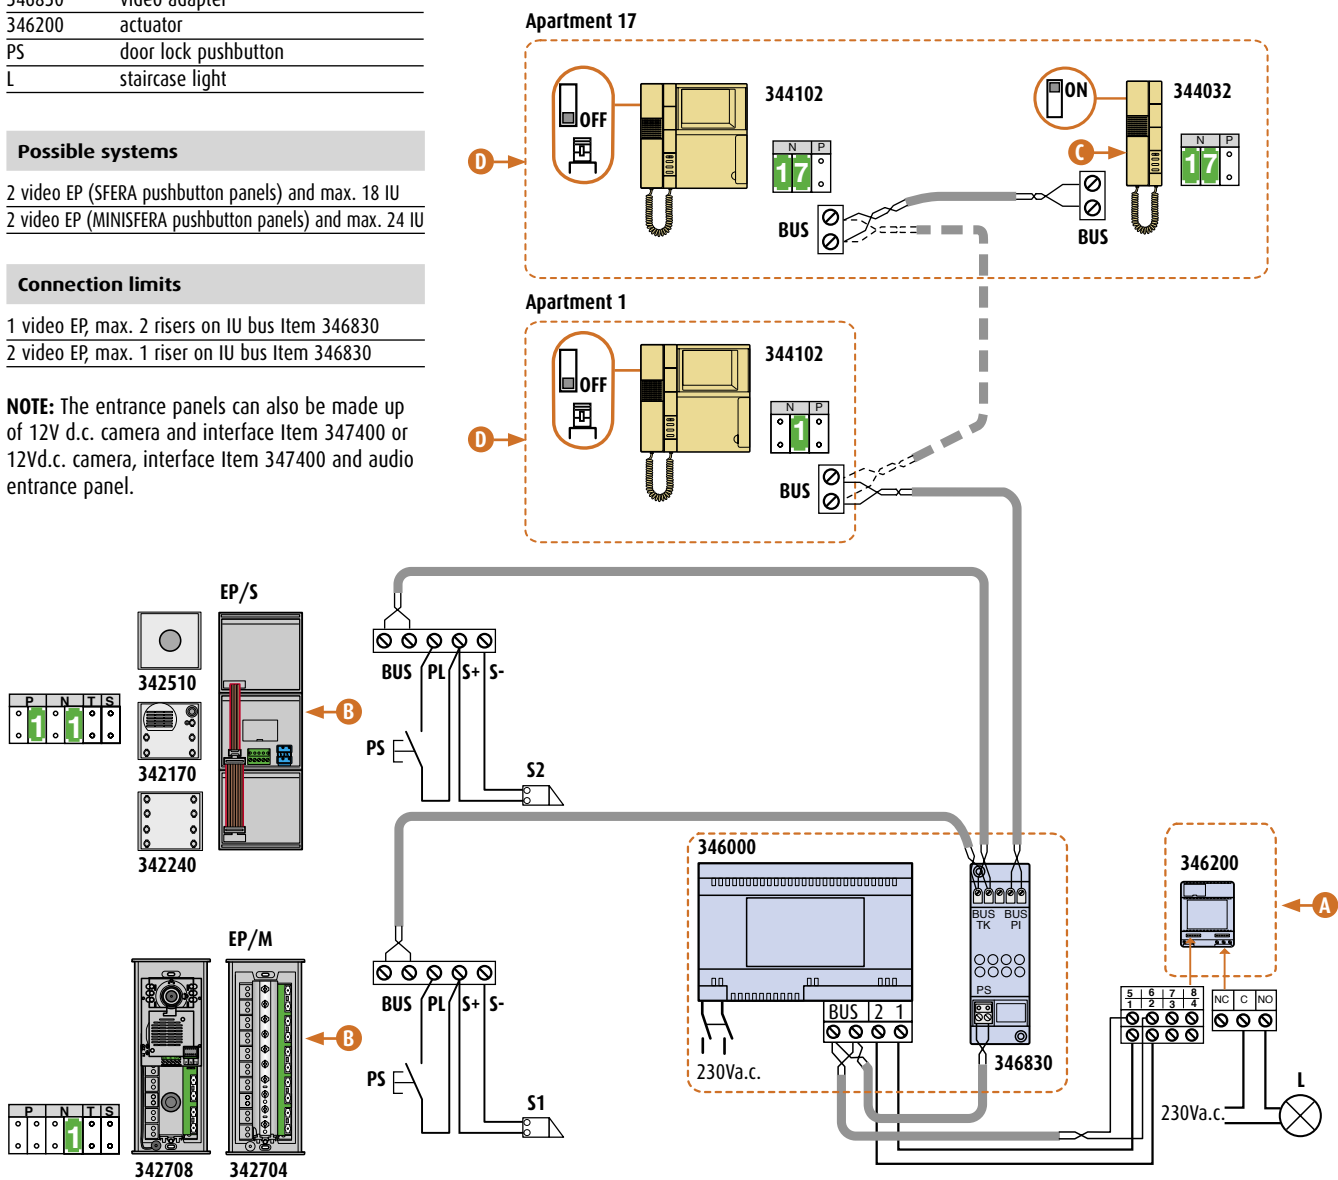 346830 video adapter
346200 actuator
PS door lock pushbutton
L staircase light
Possible systems
2 video EP (SFERA pushbutton panels) and max. 18 IU
2 video EP (MINISFERA pushbutton panels) and max. 24 IU
Connection limits
1 video EP, max. 2 risers on IU bus Item 346830
2 video EP, max. 1 riser on IU bus Item 346830
NOTE: The entrance panels can also be made up
of 12V d.c. camera and interface Item 347400 or
12Vd.c. camera, interface Item 347400 and audio
entrance panel.
Apartment 17
OFF
344102
N P
1 7
D
BUS
ON
344032
C
N P
1 7
BUS
Apartment 1
OFF
344102
N P
1
D
BUS
EP/S
342510
342170
342240
P N T S
1 1
B
BUS PL S+ S-
PS
S2
EP/M
342708
342704
P N T S
1
B
BUS PL S+ S-
PS
S1
346000
BUS 2 1
230Va.c.
BUS TK
BUS PI
PS
346830
346200
A
5 6 7 8
1 2 3 4
NC C NO
230Va.c.
L